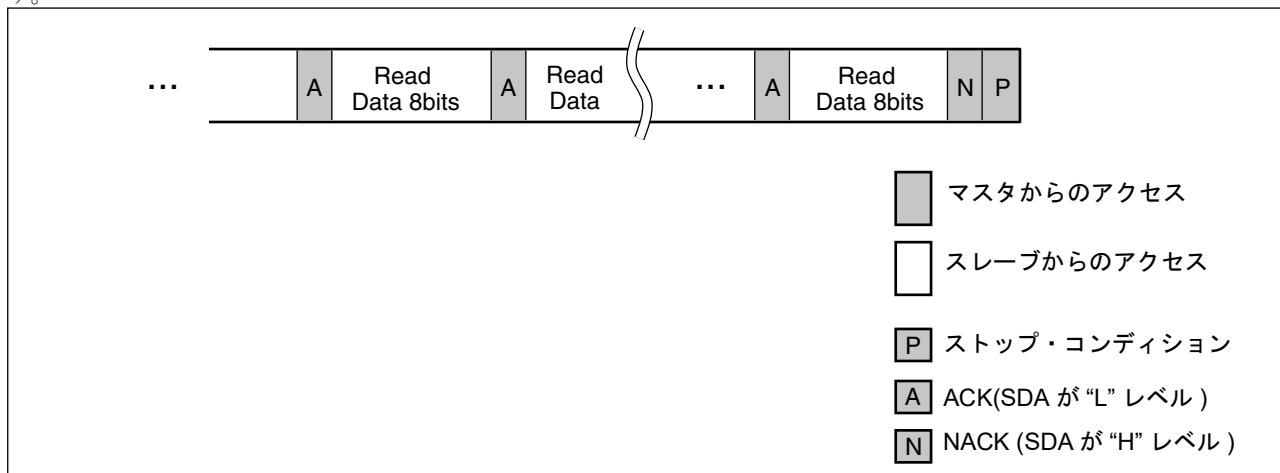 す。
… A Read Data 8bits A Read Data … A Read Data 8bits N P
マスタからのアクセス
スレーブからのアクセス
P ストップ・コンディション
A ACK(SDA が “L” レベル )
N NACK (SDA が “H” レベル )